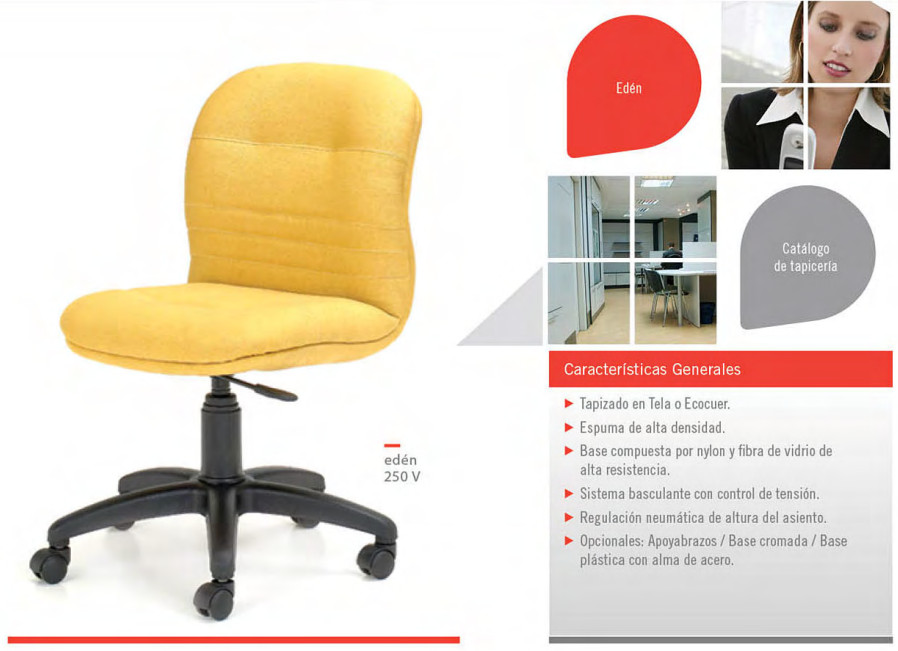 Edén
Catálogo
de tapicería
edén
250 V
Características Generales
► Tapizado en Tela o Ecocuer.
► Espuma de alta densidad.
► Base compuesta por nylon y fibra de vidrio de
alta resistencia.
► Sistema basculante con control de tensión.
► Regulación neumática de altura del asiento.
► Opcionales: Apoyabrazos / Base cromada / Base
plástica con alma de acero.